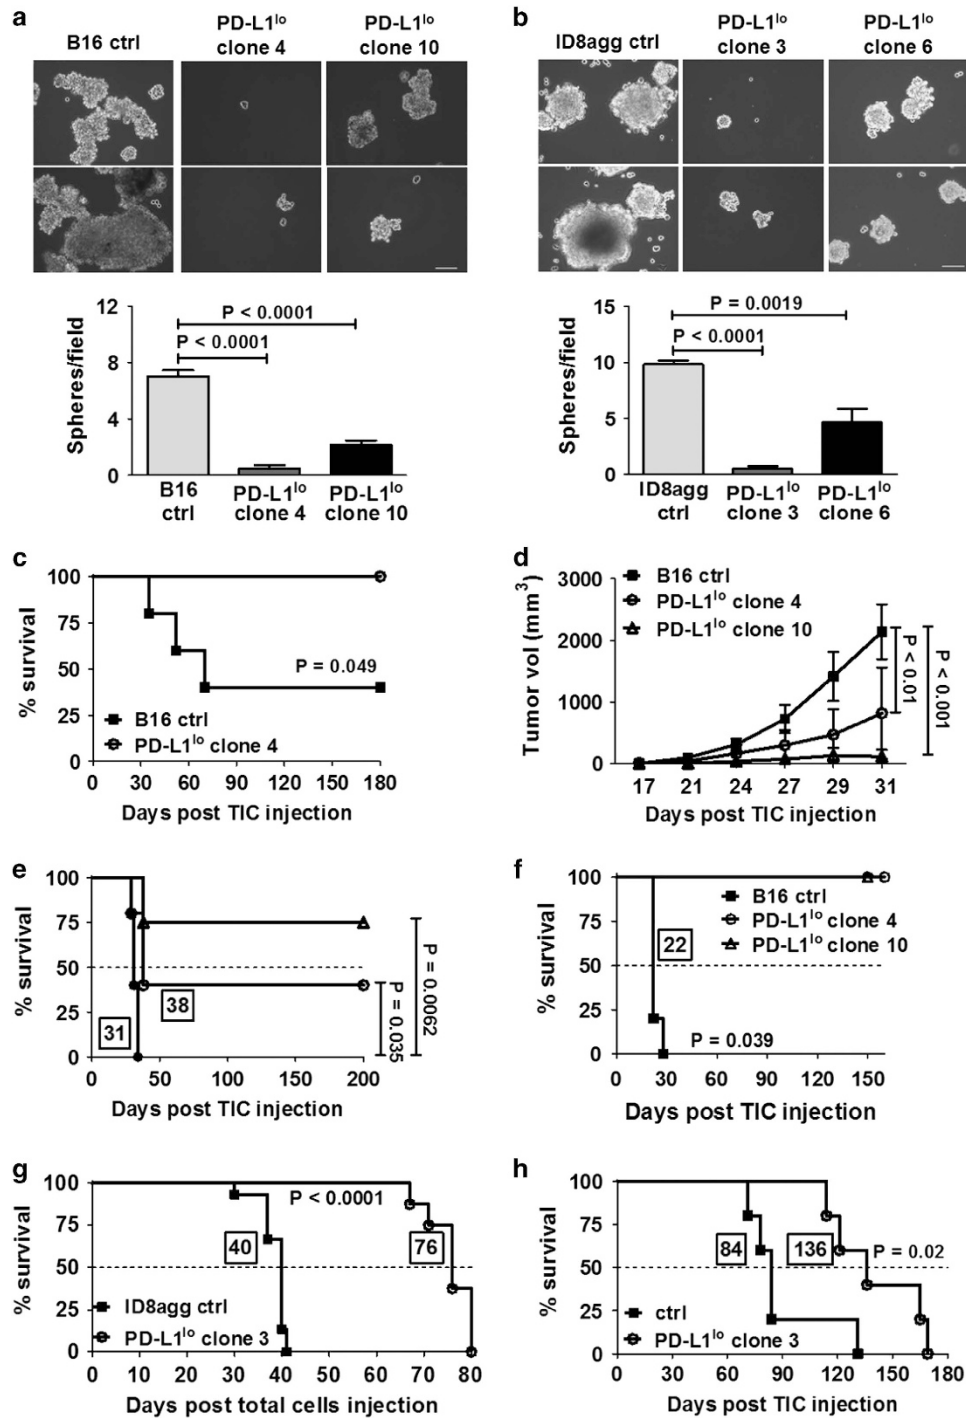 a
B16 ctrl
PD-L1lo clone 4
PD-L1lo clone 10
Spheres/field
12
8
4
0
P < 0.0001
P < 0.0001
B16 ctrl
PD-L1lo clone 4
PD-L1lo clone 10
b
ID8agg ctrl
PD-L1lo clone 3
PD-L1lo clone 6
Spheres/field
15
10
5
0
P = 0.0019
P < 0.0001
ID8agg ctrl
PD-L1lo clone 3
PD-L1lo clone 6
c
% survival
100
75
50
25
0
P = 0.049
B16 ctrl
PD-L1lo clone 4
0 30 60 90 120 150 180
Days post TIC injection
d
Tumor vol (mm3)
3000
2000
1000
0
B16 ctrl
PD-L1lo clone 4
PD-L1lo clone 10
P < 0.01
P < 0.001
17 21 24 27 29 31
Days post TIC injection
e
% survival
100
75
50
25
0
31
38
P = 0.035
P = 0.0062
0 50 100 150 200
Days post TIC injection
f
% survival
100
75
50
25
0
22
B16 ctrl
PD-L1lo clone 4
PD-L1lo clone 10
P = 0.039
0 30 60 90 120 150
Days post TIC injection
g
% survival
100
75
50
25
0
P < 0.0001
40
76
ID8agg ctrl
PD-L1lo clone 3
0 10 20 30 40 50 60 70 80
Days post total cells injection
h
% survival
100
75
50
25
0
84
136
P = 0.02
ctrl
PD-L1lo clone 3
0 30 60 90 120 150 180
Days post TIC injection